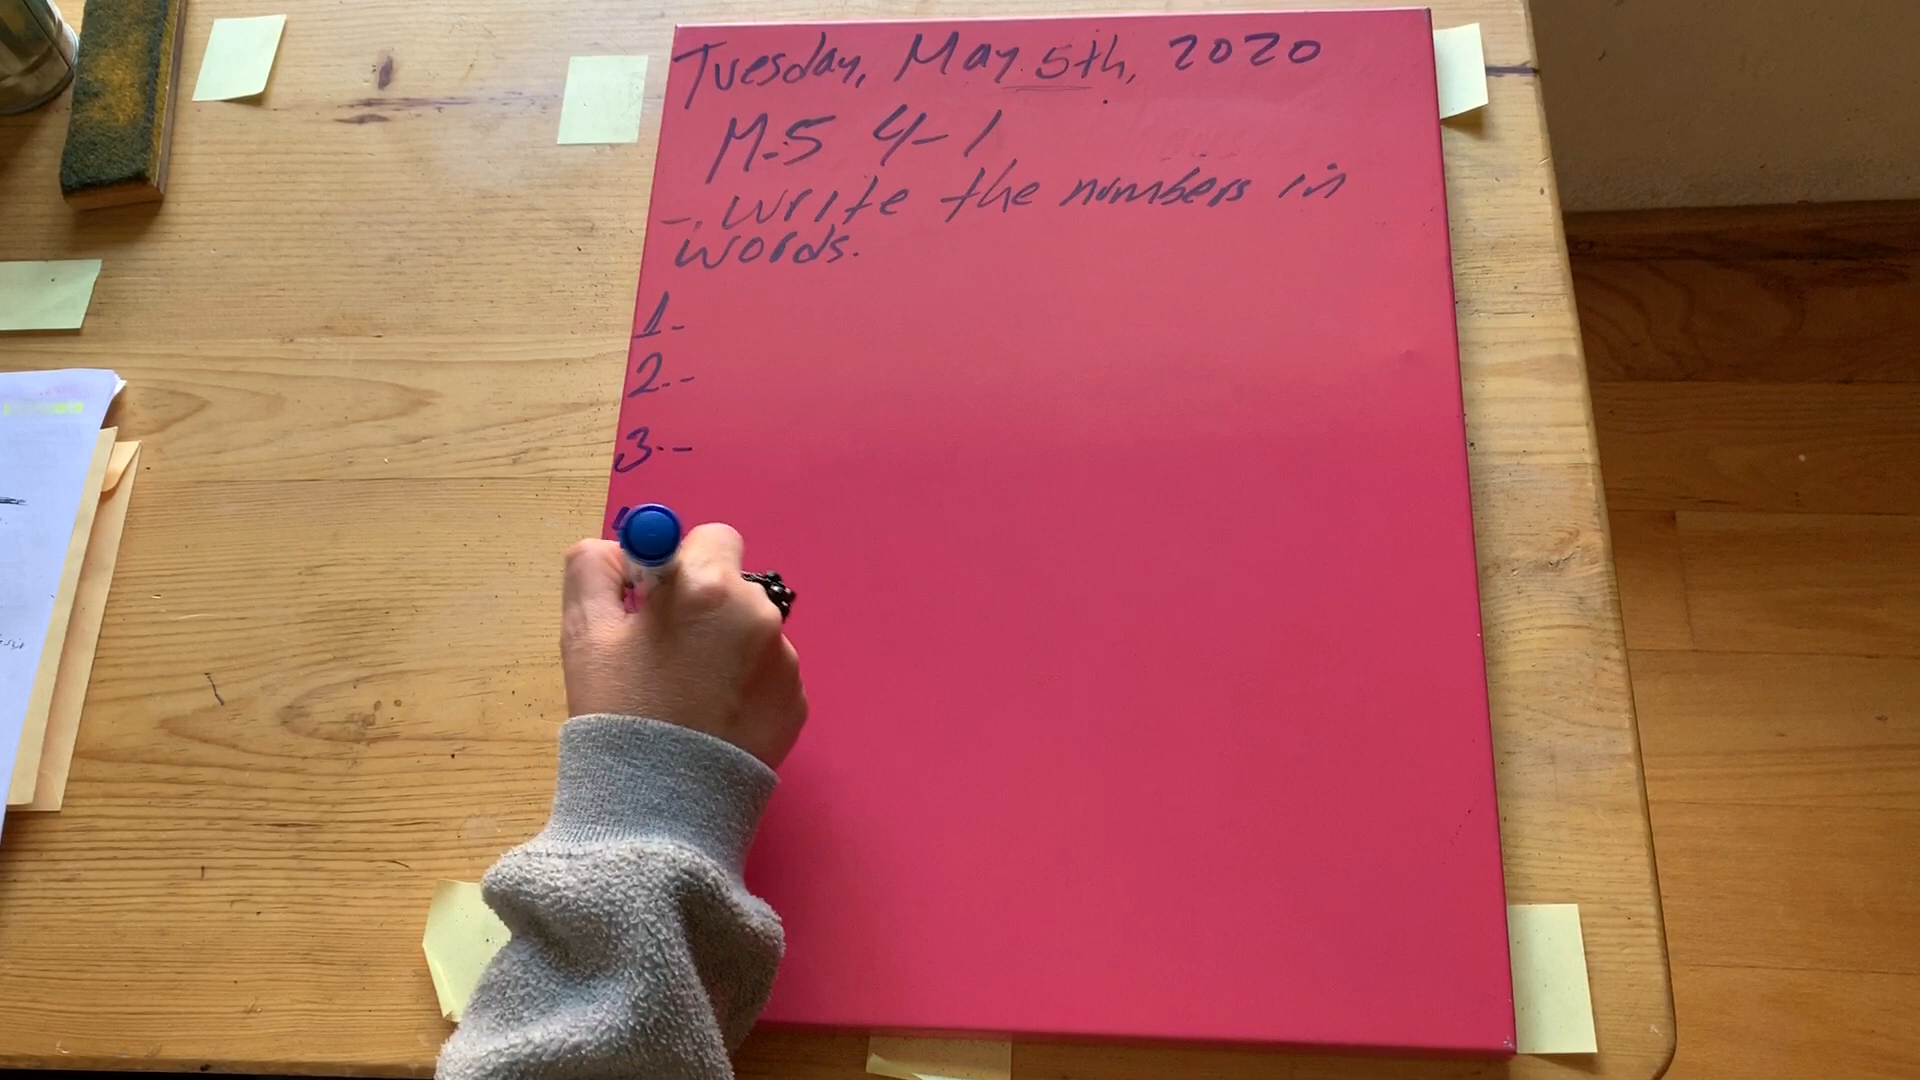 Tuesday, May 5th, 2020
M-5 4-1
-. Write the numbers in
words.
1.-
2.-
3.-